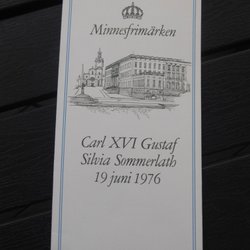 Minnesfrimärken
Carl XVI Gustaf
Silvia Sommerlath
19 juni 1976